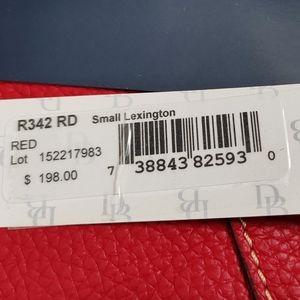 R342 RD Small Lexington
RED
Lot 152217983
$ 198.00
7 38843 82593 0